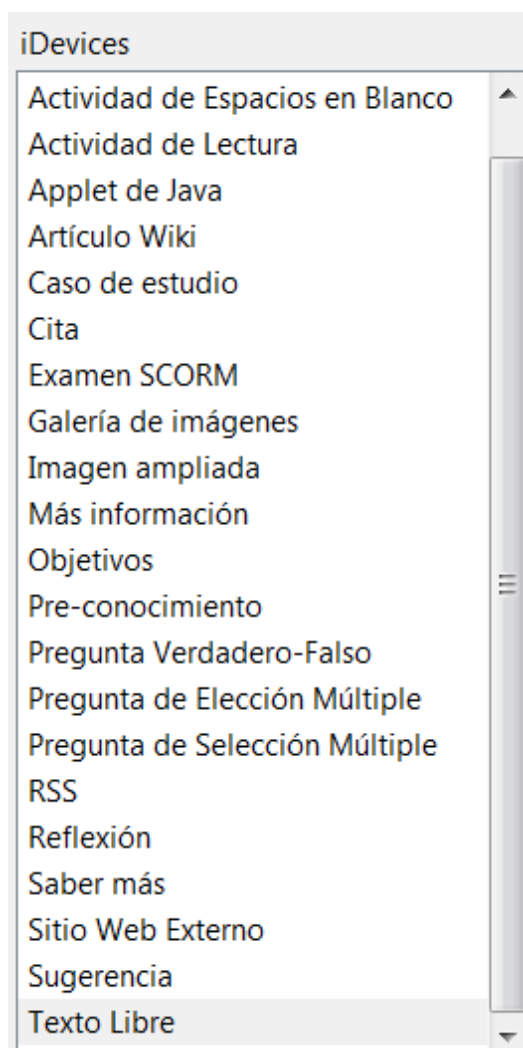 iDevices
Actividad de Espacios en Blanco
Actividad de Lectura
Applet de Java
Artículo Wiki
Caso de estudio
Cita
Examen SCORM
Galería de imágenes
Imagen ampliada
Más información
Objetivos
Pre-conocimiento
Pregunta Verdadero-Falso
Pregunta de Elección Múltiple
Pregunta de Selección Múltiple
RSS
Reflexión
Saber más
Sitio Web Externo
Sugerencia
Texto Libre